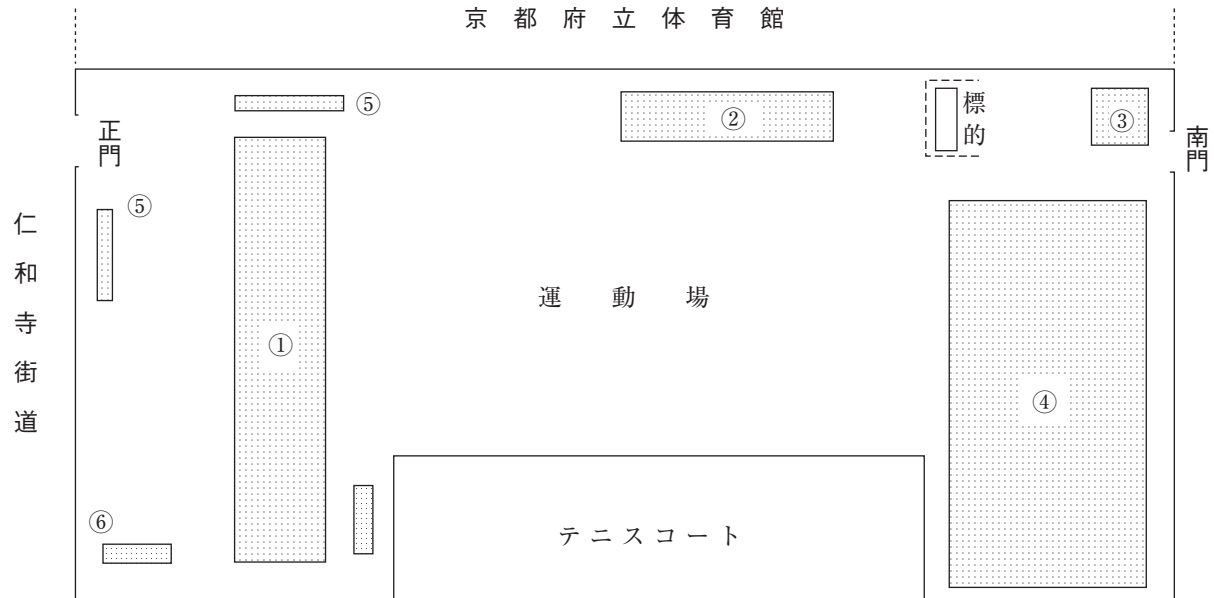 京都府立体育館
⑤
②
標的
③
正門
南門
⑤
仁和寺街道
運動場
①
④
⑥
テニスコート